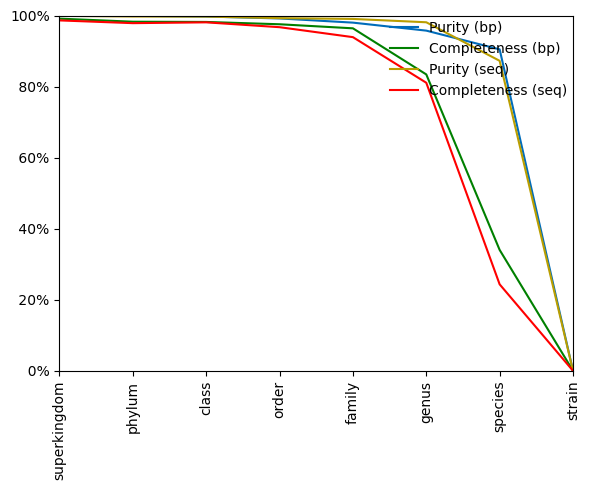 100%
80%
60%
40%
20%
0%
Purity (bp)
Completeness (bp)
Purity (seq)
Completeness (seq)
superkingdom
phylum
class
order
family
genus
species
strain